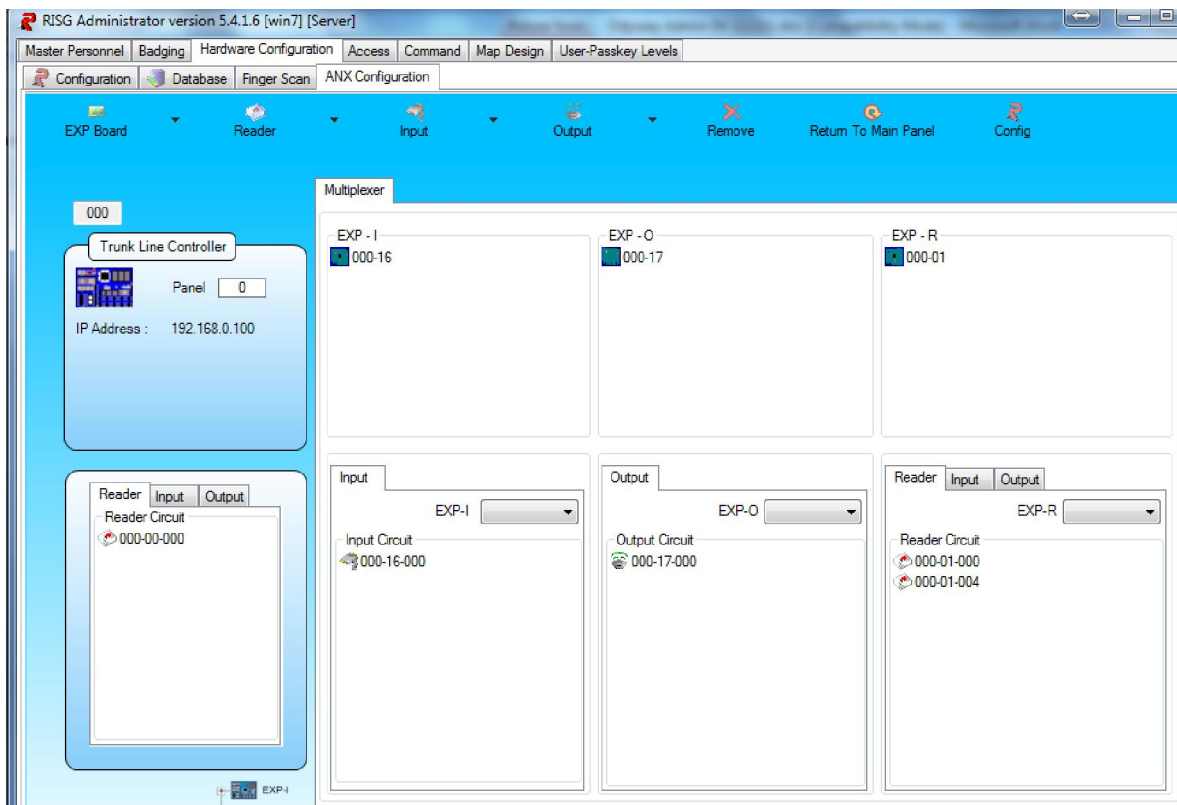 RISG Administrator version 5.4.1.6 [win7] [Server]
Master Personnel Badging Hardware Configuration Access Command Map Design User-Passkey Levels
Configuration Database Finger Scan ANX Configuration
EXP Board Reader Input Output Remove Return To Main Panel Config
Multiplexer
000
Trunk Line Controller
Panel 0
IP Address : 192.168.0.100
EXP - I
000-16
EXP - O
000-17
EXP - R
000-01
Reader Input Output
Reader Circuit
000-00-000
Input
EXP-I
Input Circuit
000-16-000
Output
EXP-O
Output Circuit
000-17-000
Reader Input Output
EXP-R
Reader Circuit
000-01-000
000-01-004
EXP-I